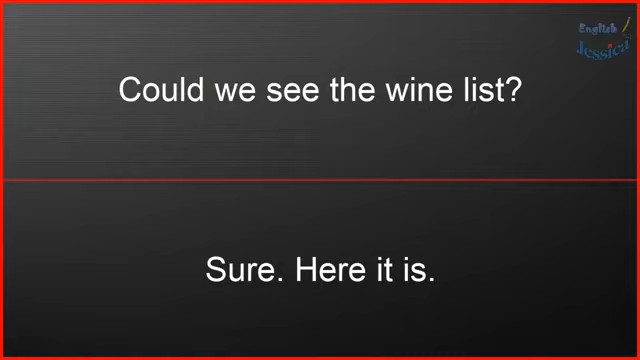 English
Jessica
Could we see the wine list?
Sure. Here it is.